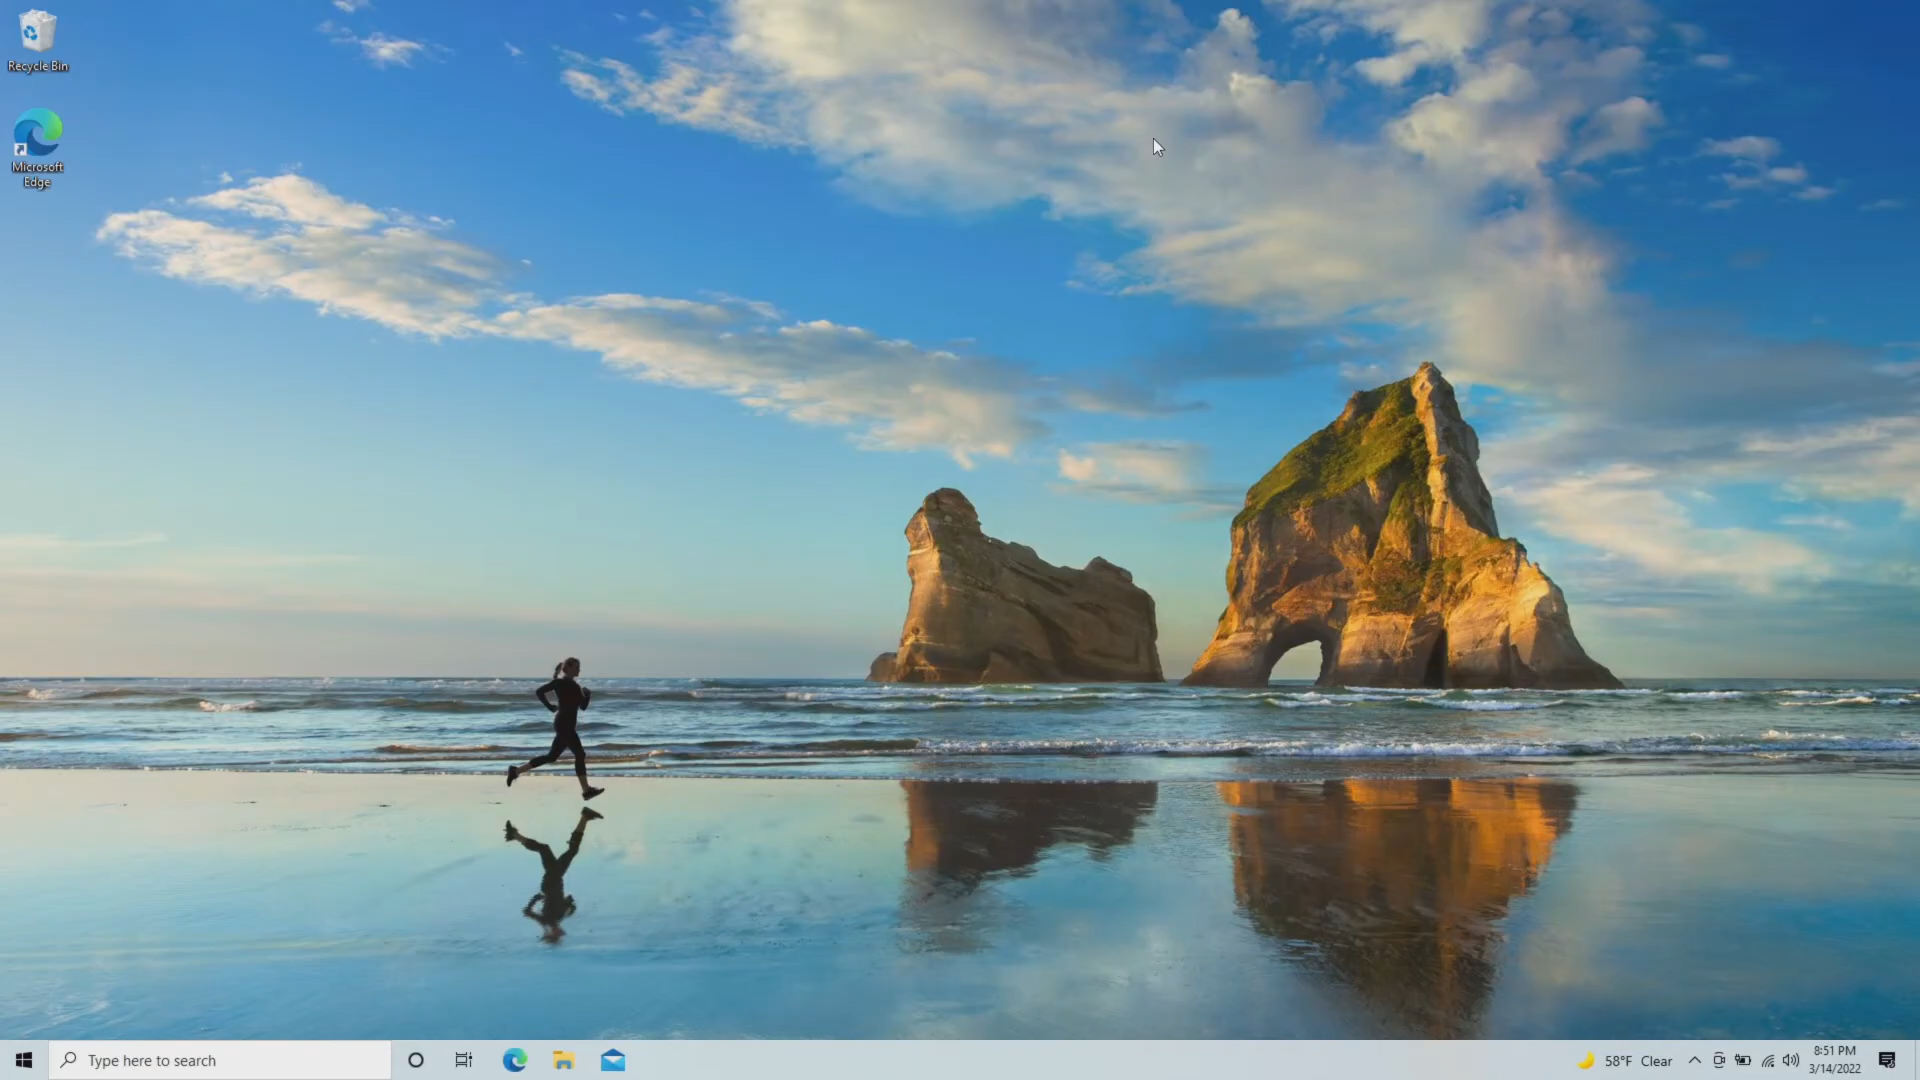 Recycle Bin
Microsoft
Edge
Type here to search
58°F Clear
8:51 PM
3/14/2022